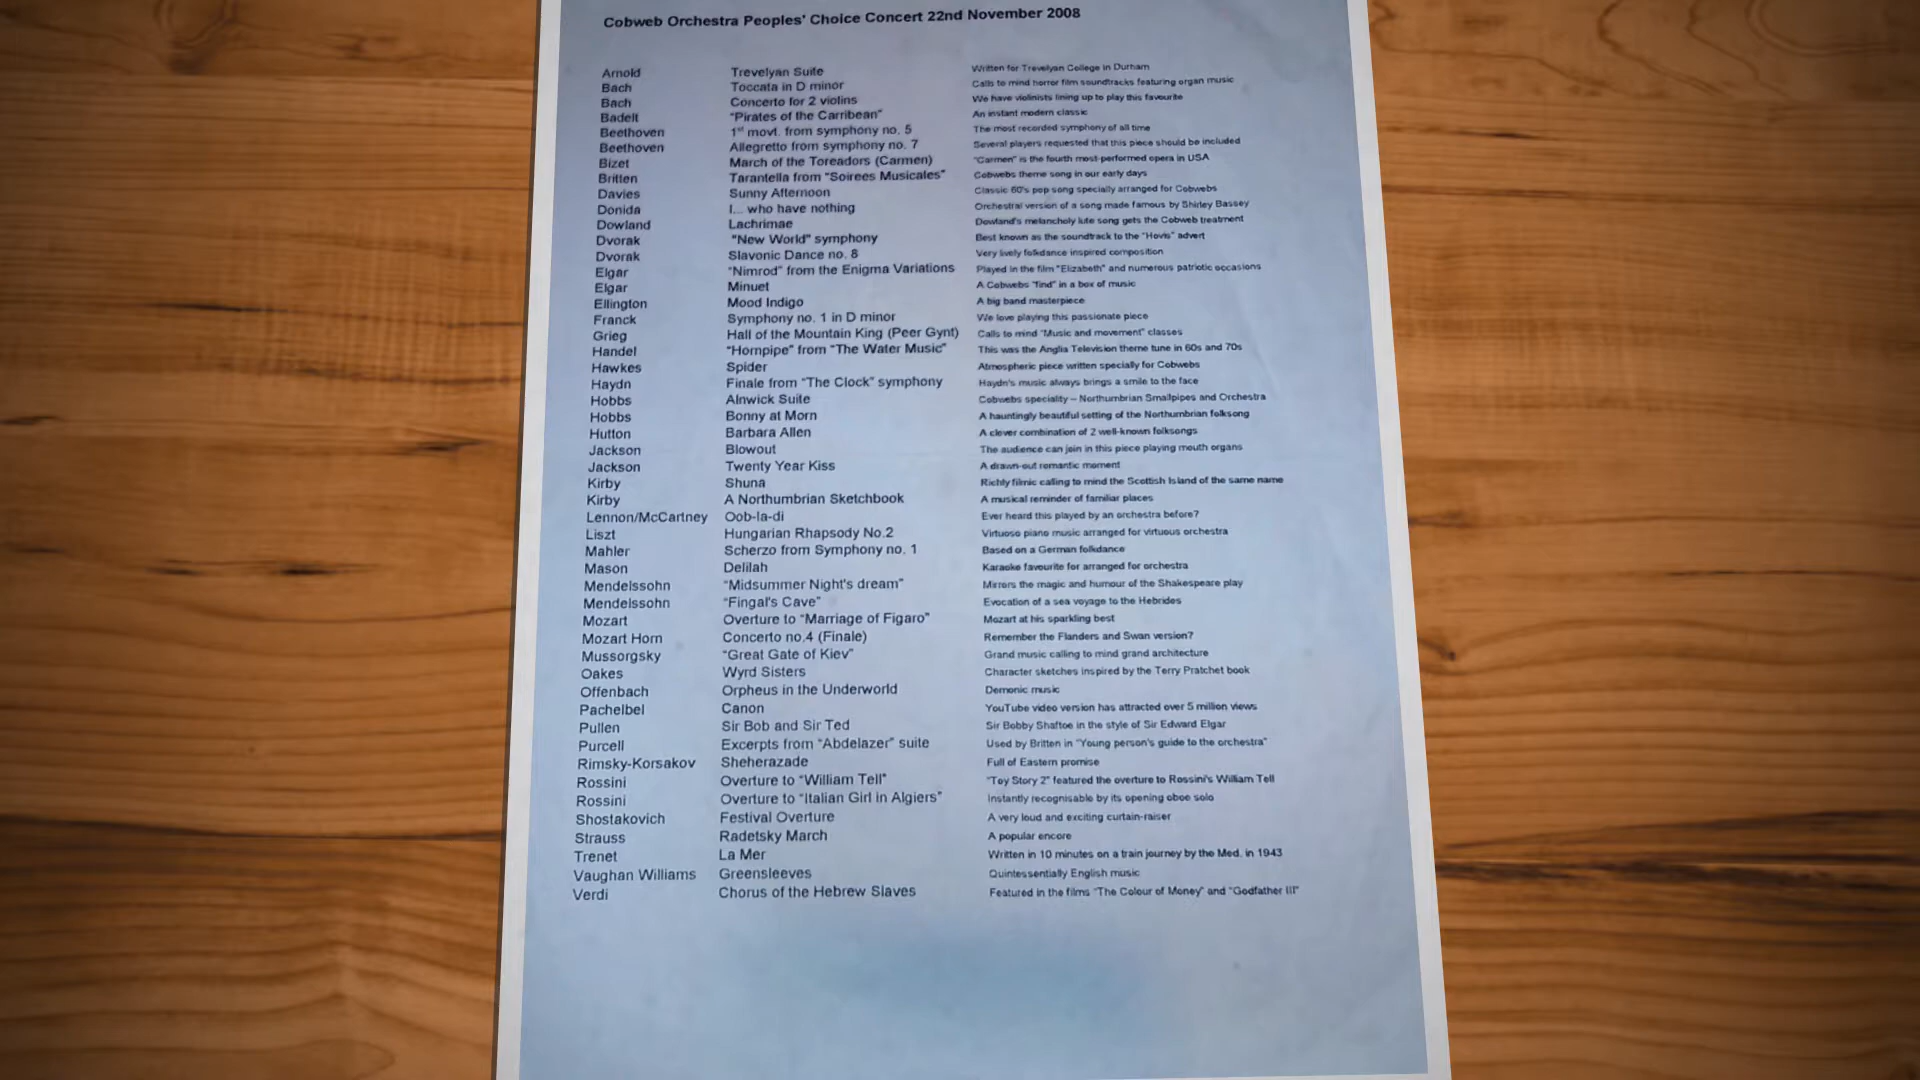 Cobweb Orchestra Peoples' Choice Concert 22nd November 2008
Arnold Trevelyan Suite Written for Trevelyan College in Durham
Bach Toccata in D minor Calls to mind horror film soundtracks featuring organ music
Bach Concerto for 2 violins We have violinists lining up to play this favourite
Badelt "Pirates of the Carribean" An instant modern classic
Beethoven 1st movt. from symphony no. 5 The most recorded symphony of all time
Beethoven Allegretto from symphony no. 7 Several players requested that this piece should be included
Bizet March of the Toreadors (Carmen) "Carmen" is the fourth most-performed opera in USA
Britten Tarantella from "Soirees Musicales" Cobwebs theme song in our early days
Davies Sunny Afternoon Classic 60's pop song specially arranged for Cobwebs
Donida I... who have nothing Orchestral version of a song made famous by Shirley Bassey
Dowland Lachrimae Dowland's melancholy lute song gets the Cobweb treatment
Dvorak "New World" symphony Best known as the soundtrack to the "Hovis" advert
Dvorak Slavonic Dance no. 8 Very lively folkdance inspired composition
Elgar "Nimrod" from the Enigma Variations Played in the film "Elizabeth" and numerous patriotic occasions
Elgar Minuet A Cobwebs "find" in a box of music
Ellington Mood Indigo A big band masterpiece
Franck Symphony no. 1 in D minor We love playing this passionate piece
Grieg Hall of the Mountain King (Peer Gynt) Calls to mind "Music and movement" classes
Handel "Hornpipe" from "The Water Music" This was the Anglia Television theme tune in 60s and 70s
Hawkes Spider Atmospheric piece written specially for Cobwebs
Haydn Finale from "The Clock" symphony Haydn's music always brings a smile to the face
Hobbs Alnwick Suite Cobwebs speciality – Northumbrian Smallpipes and Orchestra
Hobbs Bonny at Morn A hauntingly beautiful setting of the Northumbrian folksong
Hutton Barbara Allen A clever combination of 2 well-known folksongs
Jackson Blowout The audience can join in this piece playing mouth organs
Jackson Twenty Year Kiss A drawn-out romantic moment
Kirby Shuna Richly filmic calling to mind the Scottish Island of the same name
Kirby A Northumbrian Sketchbook A musical reminder of familiar places
Lennon/McCartney Oob-la-di Ever heard this played by an orchestra before?
Liszt Hungarian Rhapsody No.2 Virtuoso piano music arranged for virtuous orchestra
Mahler Scherzo from Symphony no. 1 Based on a German folkdance
Mason Delilah Karaoke favourite for arranged for orchestra
Mendelssohn "Midsummer Night's dream" Mirrors the magic and humour of the Shakespeare play
Mendelssohn "Fingal's Cave" Evocation of a sea voyage to the Hebrides
Mozart Overture to "Marriage of Figaro" Mozart at his sparkling best
Mozart Horn Concerto no.4 (Finale) Remember the Flanders and Swan version?
Mussorgsky "Great Gate of Kiev" Grand music calling to mind grand architecture
Oakes Wyrd Sisters Character sketches inspired by the Terry Pratchet book
Offenbach Orpheus in the Underworld Demonic music
Pachelbel Canon YouTube video version has attracted over 5 million views
Pullen Sir Bob and Sir Ted Sir Bobby Shaftoe in the style of Sir Edward Elgar
Purcell Excerpts from "Abdelazer" suite Used by Britten in "Young person's guide to the orchestra"
Rimsky-Korsakov Sheherazade Full of Eastern promise
Rossini Overture to "William Tell" "Toy Story 2" featured the overture to Rossini's William Tell
Rossini Overture to "Italian Girl in Algiers" Instantly recognisable by its opening oboe solo
Shostakovich Festival Overture A very loud and exciting curtain-raiser
Strauss Radetsky March A popular encore
Trenet La Mer Written in 10 minutes on a train journey by the Med. in 1943
Vaughan Williams Greensleeves Quintessentially English music
Verdi Chorus of the Hebrew Slaves Featured in the films "The Colour of Money" and "Godfather III"